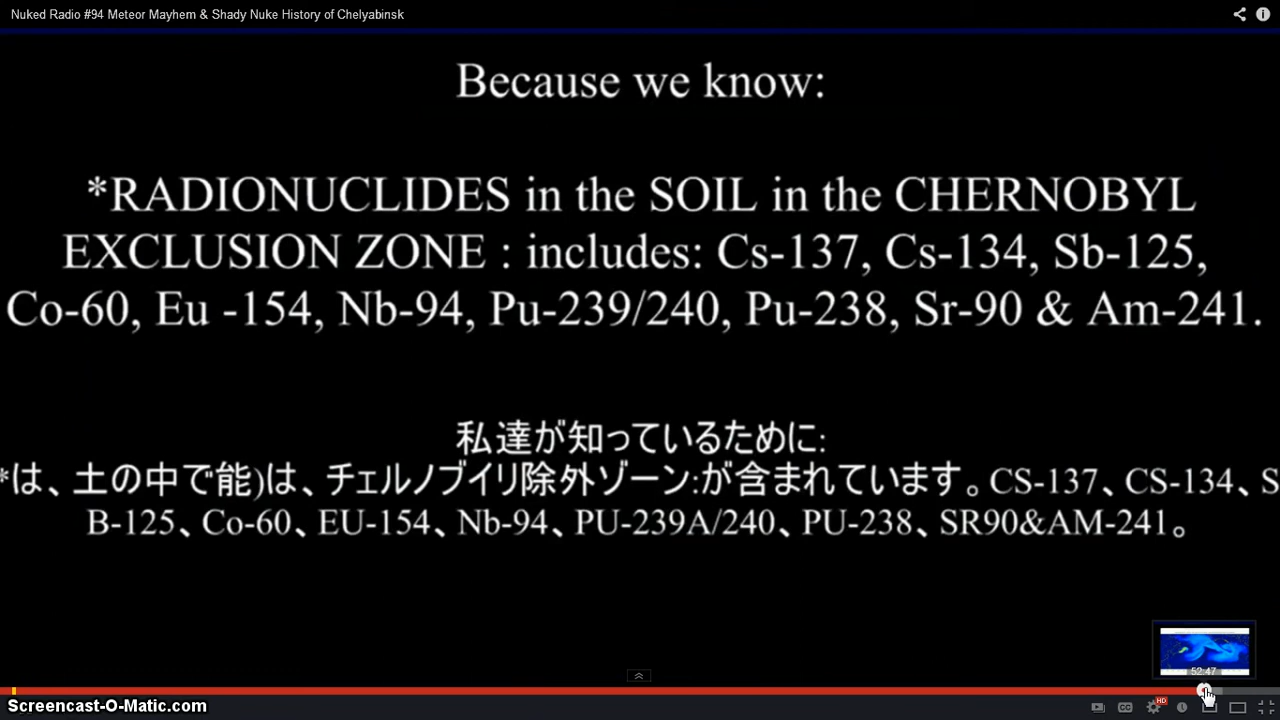 Nuked Radio #94 Meteor Mayhem & Shady Nuke History of Chelyabinsk
Because we know:
*RADIONUCLIDES in the SOIL in the CHERNOBYL
EXCLUSION ZONE : includes: Cs-137, Cs-134, Sb-125,
Co-60, Eu -154, Nb-94, Pu-239/240, Pu-238, Sr-90 & Am-241.
私達が知っているために:
*は、土の中で能)は、チェルノブイリ除外ゾーン:が含まれています。CS-137、CS-134、S
B-125、Co-60、EU-154、Nb-94、PU-239A/240、PU-238、SR90&AM-241。
52:47
HD
CC
Screencast-O-Matic.com